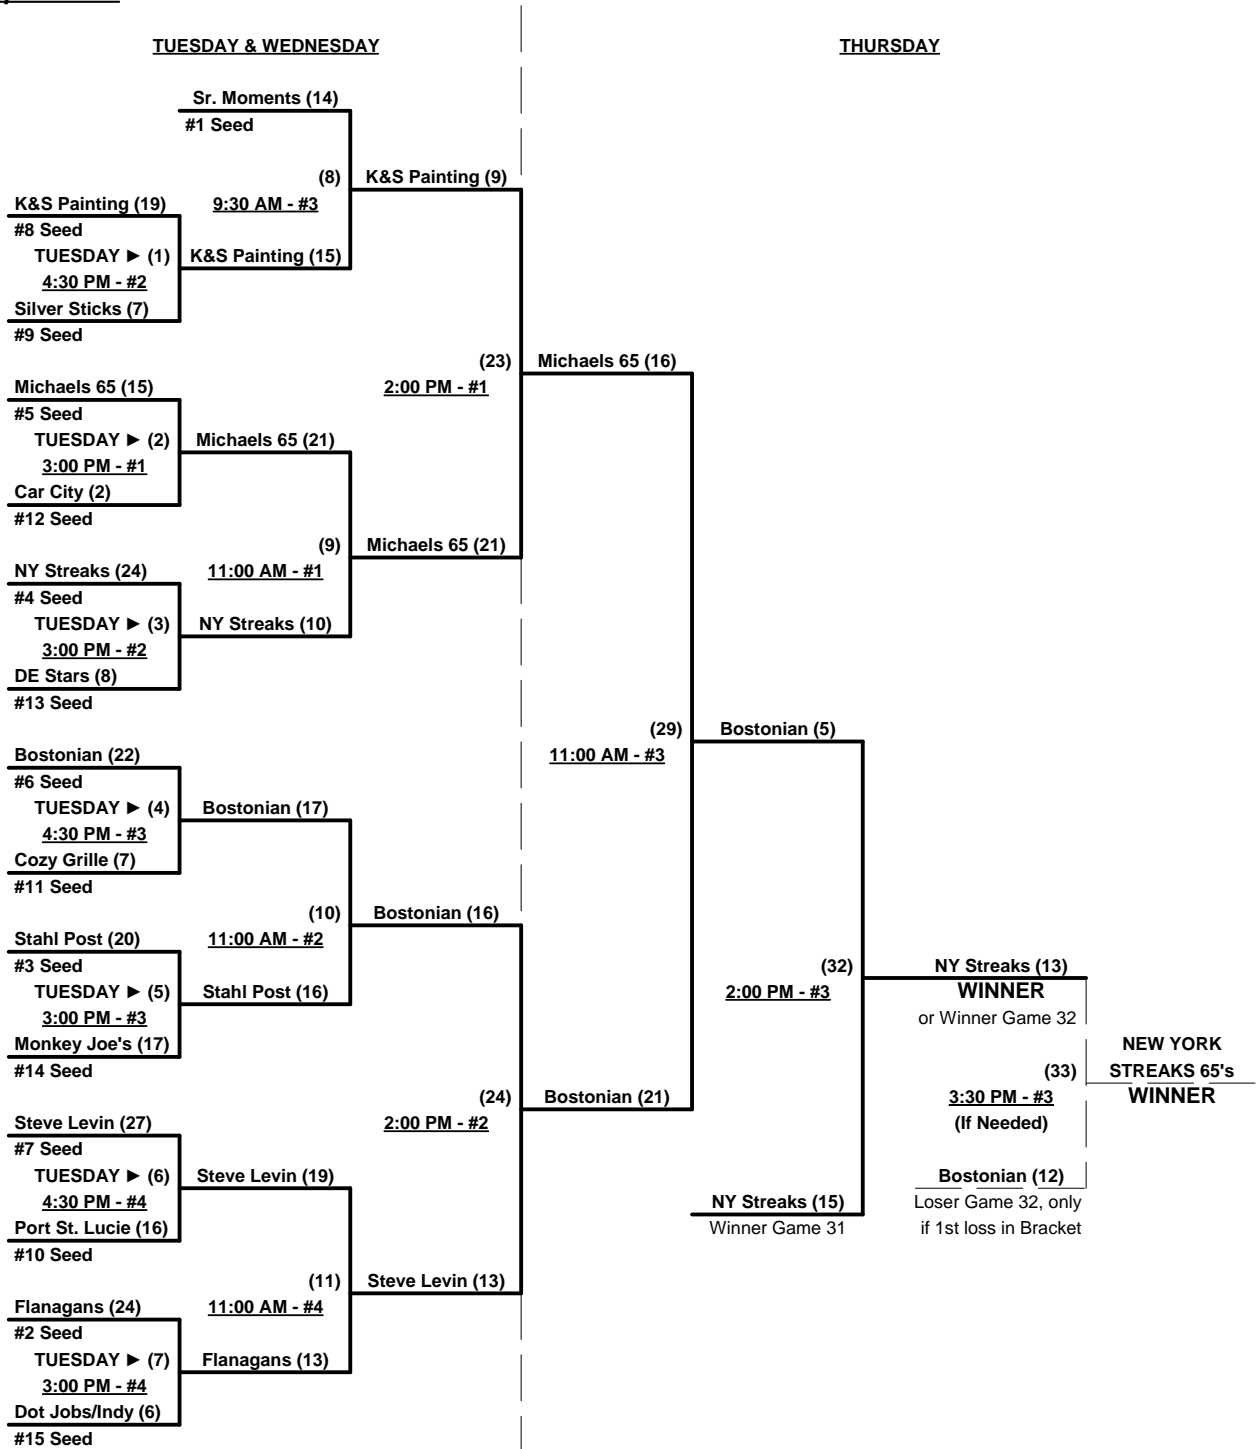 TUESDAY & WEDNESDAY
THURSDAY
Sr. Moments (14)
#1 Seed
(8)
K&S Painting (9)
9:30 AM - #3
K&S Painting (19)
#8 Seed
TUESDAY ► (1)
K&S Painting (15)
4:30 PM - #2
Silver Sticks (7)
#9 Seed
(23)
Michaels 65 (16)
2:00 PM - #1
Michaels 65 (15)
#5 Seed
TUESDAY ► (2)
Michaels 65 (21)
3:00 PM - #1
Car City (2)
#12 Seed
(9)
Michaels 65 (21)
11:00 AM - #1
NY Streaks (24)
#4 Seed
TUESDAY ► (3)
NY Streaks (10)
3:00 PM - #2
DE Stars (8)
#13 Seed
(29)
Bostonian (5)
11:00 AM - #3
Bostonian (22)
#6 Seed
TUESDAY ► (4)
Bostonian (17)
4:30 PM - #3
Cozy Grille (7)
#11 Seed
(10)
Bostonian (16)
11:00 AM - #2
Stahl Post (20)
#3 Seed
TUESDAY ► (5)
Stahl Post (16)
3:00 PM - #3
Monkey Joe's (17)
#14 Seed
(32)
2:00 PM - #3
NY Streaks (13)
WINNER
or Winner Game 32
NEW YORK
(33)
STREAKS 65's
WINNER
3:30 PM - #3
(If Needed)
(24)
Bostonian (21)
2:00 PM - #2
Steve Levin (27)
#7 Seed
TUESDAY ► (6)
Steve Levin (19)
4:30 PM - #4
Port St. Lucie (16)
#10 Seed
Bostonian (12)
Loser Game 32, only
if 1st loss in Bracket
NY Streaks (15)
Winner Game 31
(11)
Steve Levin (13)
11:00 AM - #4
Flanagans (24)
#2 Seed
TUESDAY ► (7)
Flanagans (13)
3:00 PM - #4
Dot Jobs/Indy (6)
#15 Seed